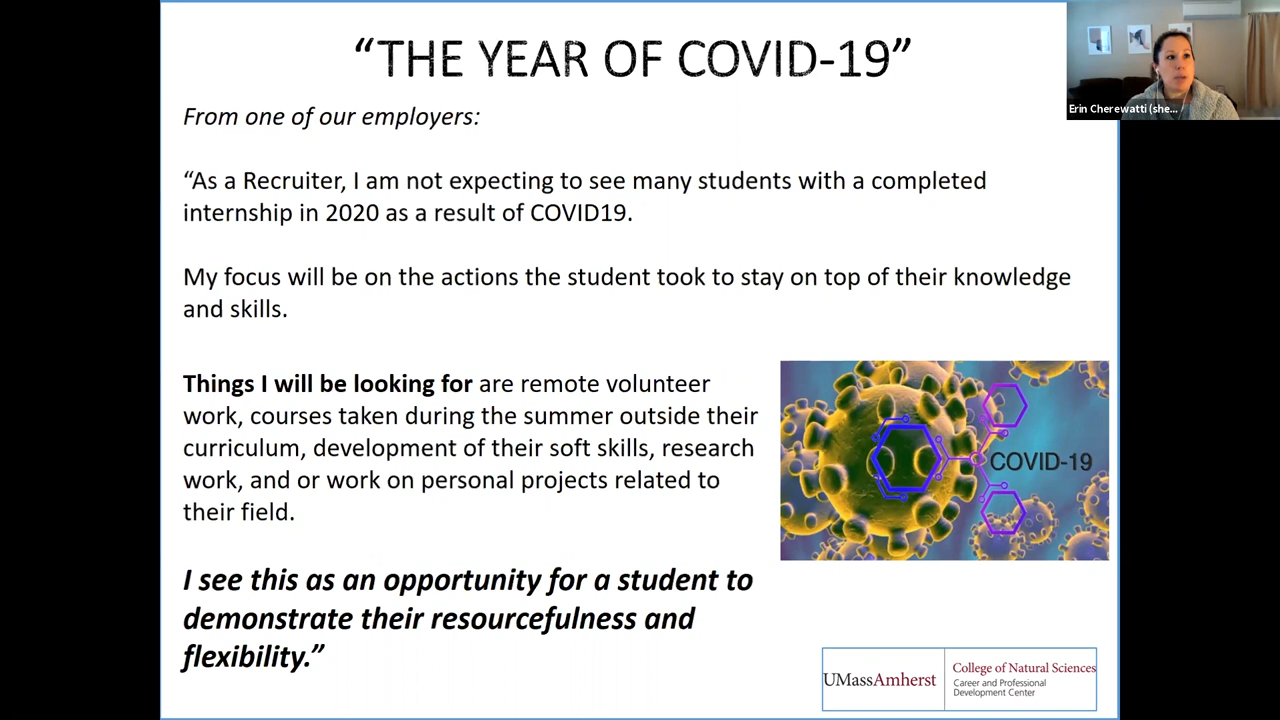 “THE YEAR OF COVID-19”
Erin Cherewatti (she...
From one of our employers:
“As a Recruiter, I am not expecting to see many students with a completed
internship in 2020 as a result of COVID19.
My focus will be on the actions the student took to stay on top of their knowledge
and skills.
Things I will be looking for are remote volunteer
work, courses taken during the summer outside their
curriculum, development of their soft skills, research
work, and or work on personal projects related to
their field.
COVID-19
I see this as an opportunity for a student to
demonstrate their resourcefulness and
flexibility.”
UMassAmherst
College of Natural Sciences
Career and Professional
Development Center